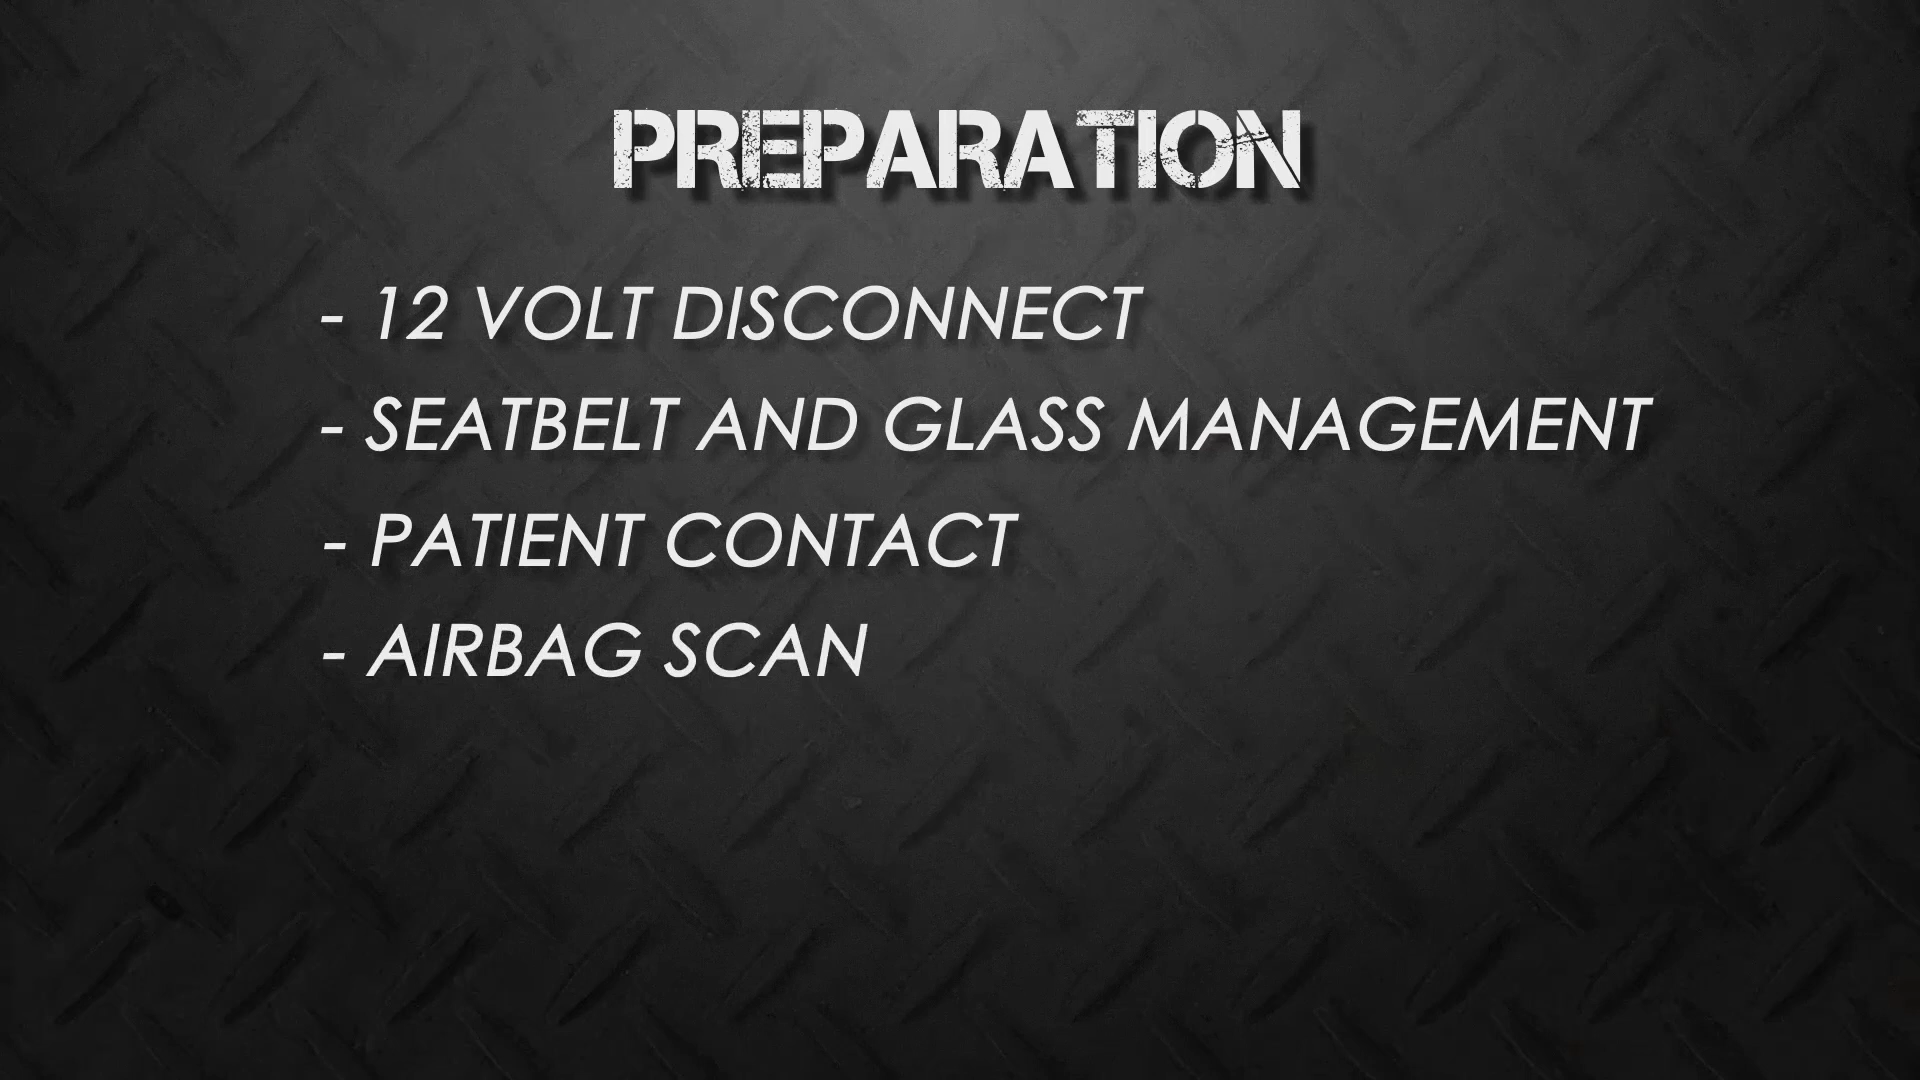 PREPARATION
- 12 VOLT DISCONNECT
- SEATBELT AND GLASS MANAGEMENT
- PATIENT CONTACT
- AIRBAG SCAN